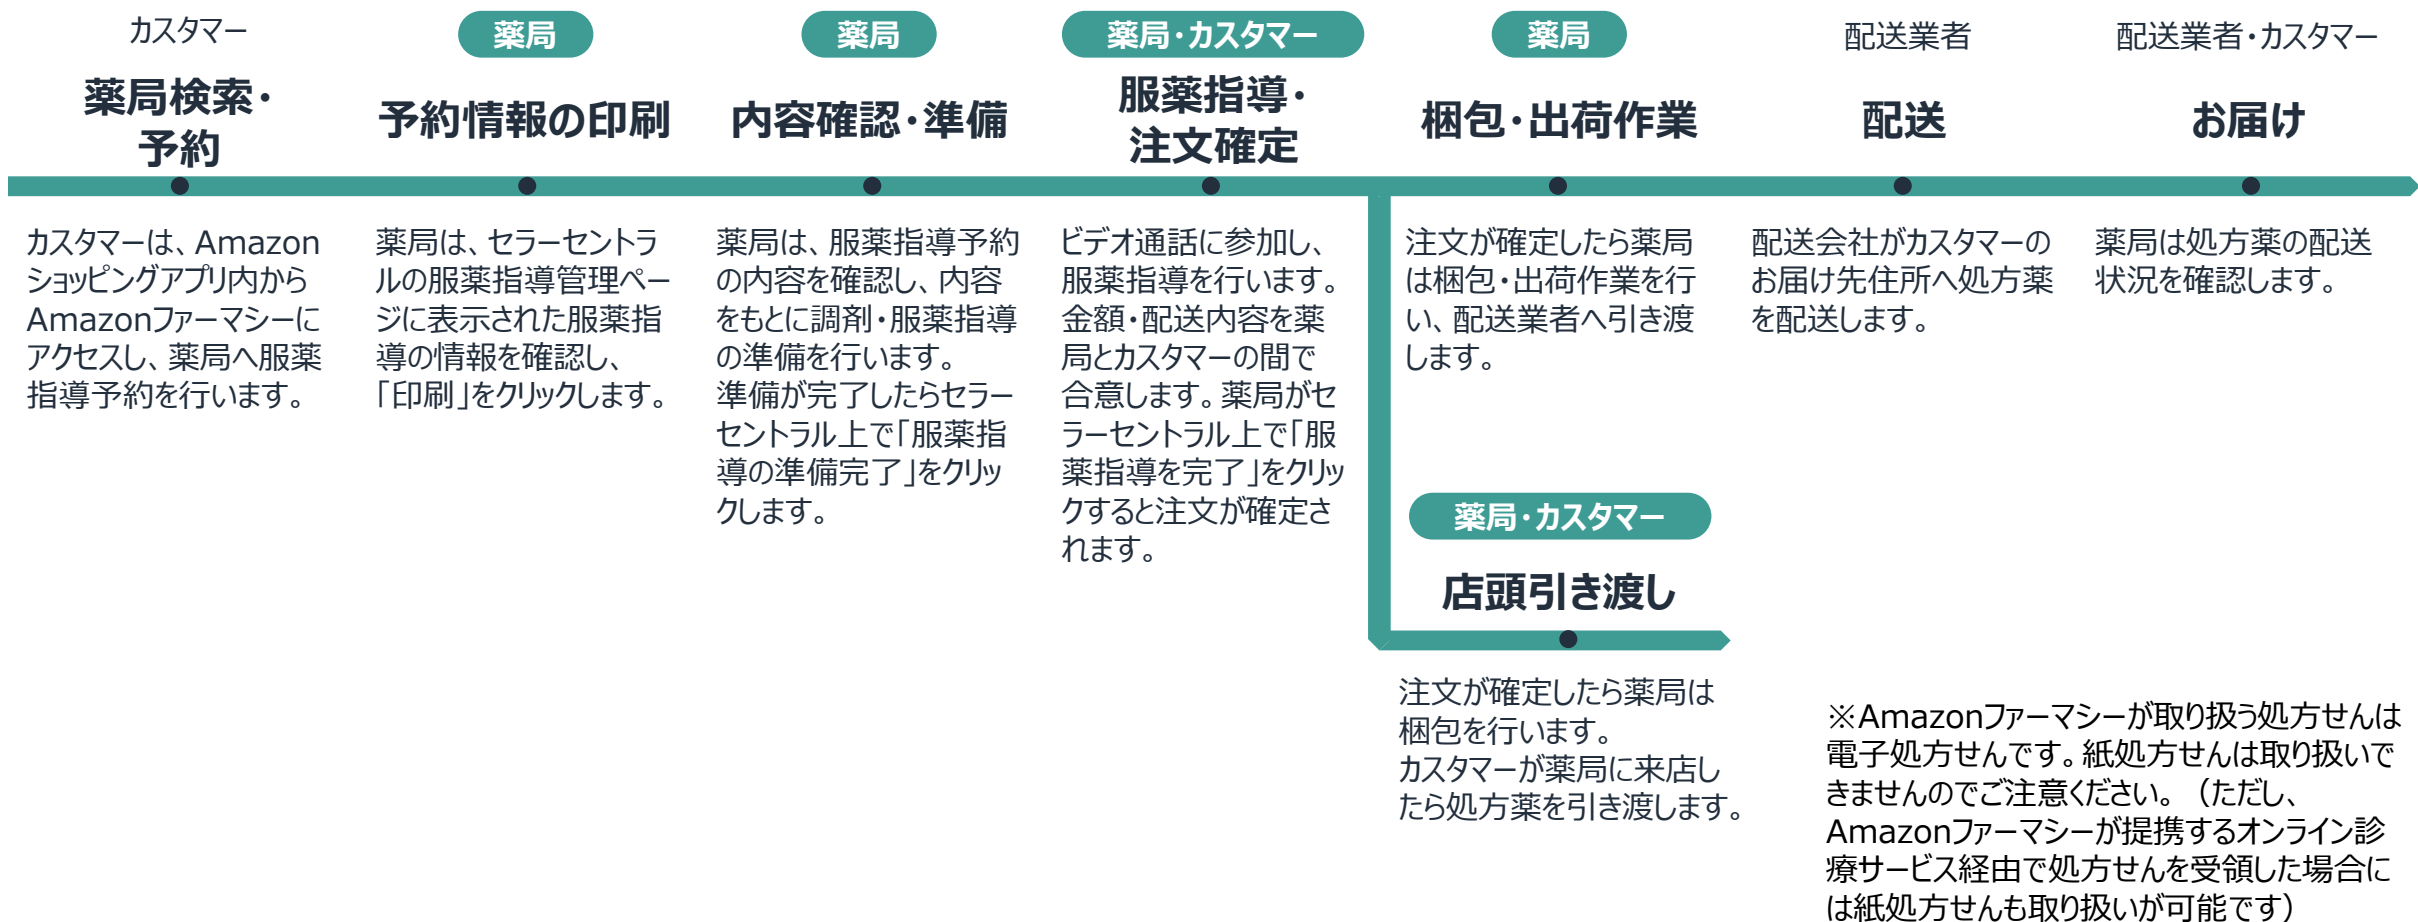 カスタマー
薬局検索・
予約
カスタマーは、Amazon
ショッピングアプリ内から
Amazonファーマシーに
アクセスし、薬局へ服薬
指導予約を行います。
薬局
予約情報の印刷
薬局は、セラーセントラ
ルの服薬指導管理ペー
ジに表示された服薬指
導の情報を確認し、
「印刷」をクリックします。
薬局
内容確認・準備
薬局は、服薬指導予約
の内容を確認し、内容
をもとに調剤・服薬指導
の準備を行います。
準備が完了したらセラー
セントラル上で「服薬指
導の準備完了」をクリッ
クします。
薬局・カスタマー
服薬指導・
注文確定
ビデオ通話に参加し、
服薬指導を行います。
金額・配送内容を薬
局とカスタマーの間で
合意します。薬局がセ
ラーセントラル上で「服
薬指導を完了」をクリッ
クすると注文が確定さ
れます。
薬局
梱包・出荷作業
注文が確定したら薬局
は梱包・出荷作業を行
い、配送業者へ引き渡
します。
配送業者
配送
配送会社がカスタマーの
お届け先住所へ処方薬
を配送します。
配送業者・カスタマー
お届け
薬局は処方薬の配送
状況を確認します。
薬局・カスタマー
店頭引き渡し
注文が確定したら薬局は
梱包を行います。
カスタマーが薬局に来店し
たら処方薬を引き渡します。
※Amazonファーマシーが取り扱う処方せんは
電子処方せんです。紙処方せんは取り扱いで
きませんのでご注意ください。（ただし、
Amazonファーマシーが提携するオンライン診
療サービス経由で処方せんを受領した場合に
は紙処方せんも取り扱いが可能です）